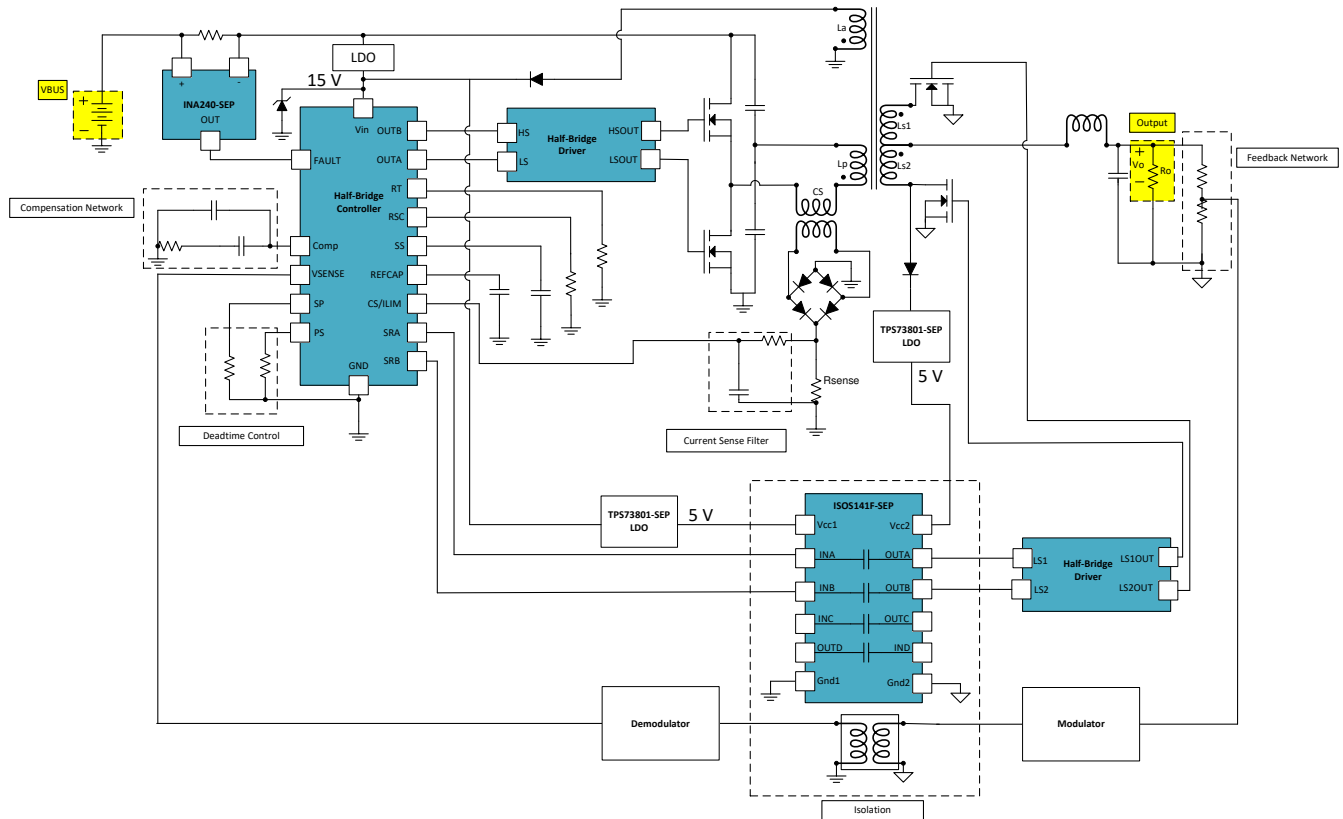 VBUS
+
−
+
-
INA240-SEP
OUT
LDO
15 V
Vin
OUTB
OUTA
FAULT
RT
Half-Bridge
Controller
RSC
SS
Comp
VSENSE
REFCAP
SP
CS/ILIM
PS
SRA
SRB
GND
HS
LS
Half-Bridge
Driver
HSOUT
LSOUT
La
Lp
Ls1
Ls2
CS
Output
+
Vo
−
Ro
Feedback Network
Compensation Network
Deadtime Control
Current Sense Filter
Rsense
TPS73801-SEP
LDO
5 V
TPS73801-SEP
LDO
5 V
ISOS141F-SEP
Vcc1
Vcc2
INA
OUTA
INB
OUTB
INC
OUTC
OUTD
IND
Gnd1
Gnd2
LS1
LS2
Half-Bridge
Driver
LS1OUT
LS2OUT
Demodulator
Modulator
Isolation